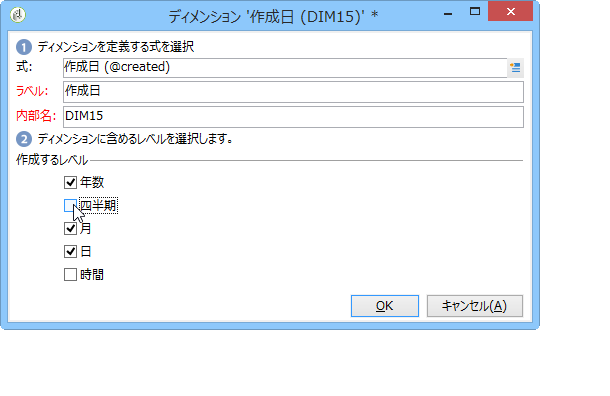 ディメンション '作成日 (DIM15)' *
1 ディメンションを定義する式を選択
式: 作成日 (@created)
ラベル: 作成日
内部名: DIM15
2 ディメンションに含めるレベルを選択します。
作成するレベル
年数
四半期
月
日
時間
OK キャンセル(A)